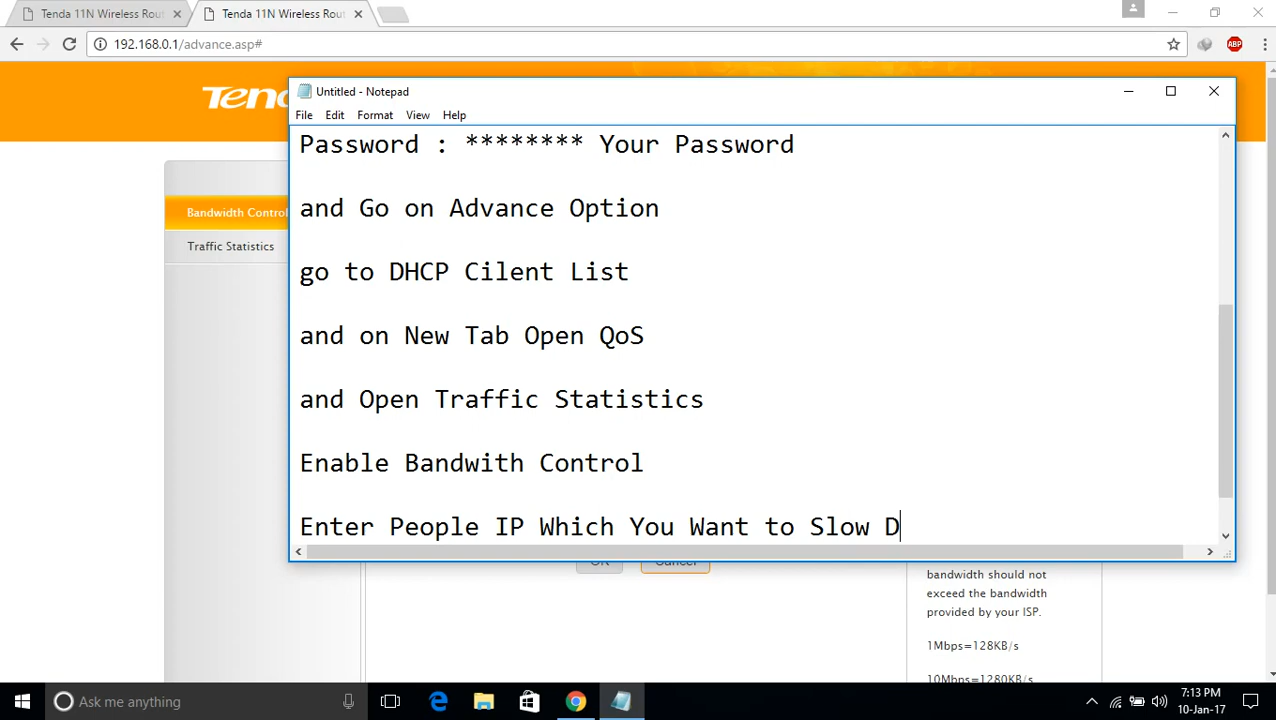 Tenda 11N Wireless Rou
Tenda 11N Wireless Rou
192.168.0.1/advance.asp#
ABP
Untitled - Notepad
File Edit Format View Help
Password : ******** Your Password
and Go on Advance Option
Bandwidth Control
Traffic Statistics
go to DHCP Cilent List
and on New Tab Open QoS
and Open Traffic Statistics
Enable Bandwith Control
Enter People IP Which You Want to Slow D
bandwidth should not
exceed the bandwidth
provided by your ISP.
1Mbps=128KB/s
10Mbps=1280KB/s
Ask me anything
7:13 PM
10-Jan-17